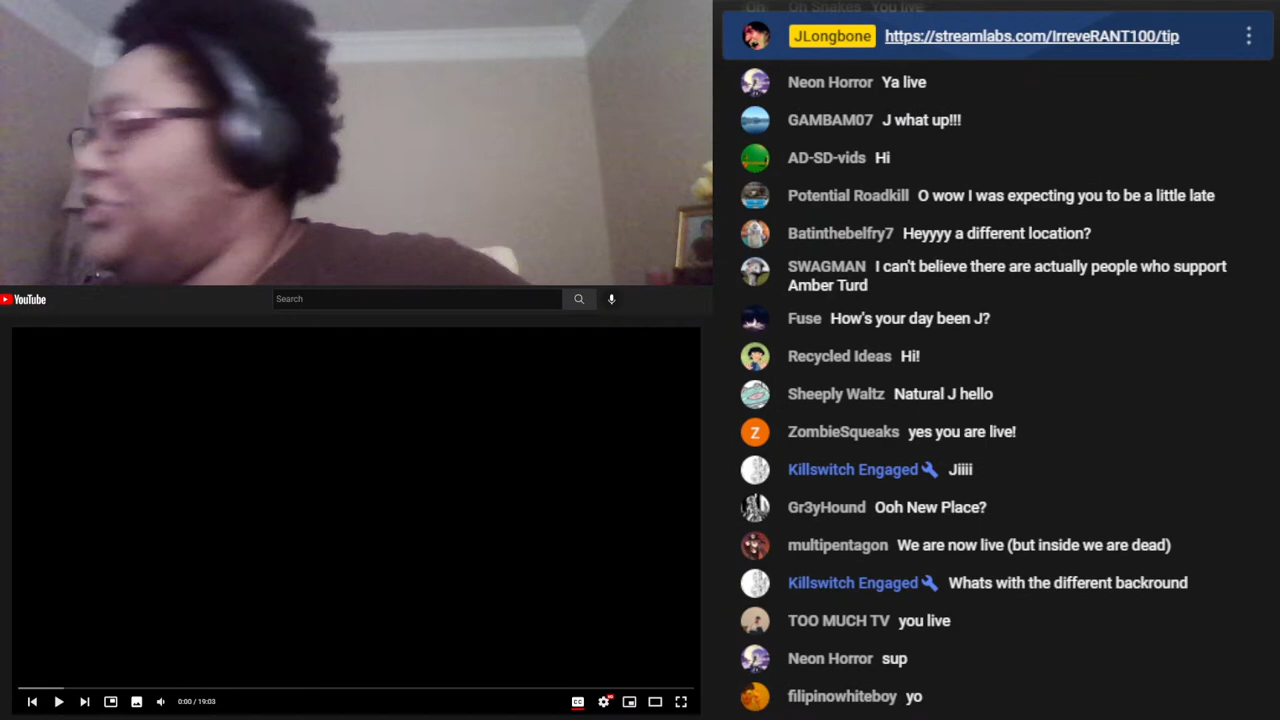 Oh Snakes You live
JLongbone https://streamlabs.com/IrreveRANT100/tip
Neon Horror Ya live
GAMBAM07 J what up!!!
AD-SD-vids Hi
Potential Roadkill O wow I was expecting you to be a little late
Batinthebelfry7 Heyyyy a different location?
SWAGMAN I can't believe there are actually people who support
Amber Turd
Fuse How's your day been J?
Recycled Ideas Hi!
Sheeply Waltz Natural J hello
Z ZombieSqueaks yes you are live!
Killswitch Engaged Jiiii
Gr3yHound Ooh New Place?
multipentagon We are now live (but inside we are dead)
Killswitch Engaged Whats with the different backround
TOO MUCH TV you live
Neon Horror sup
filipinowhiteboy yo
YouTube
Search
0:00 / 19:03
CC